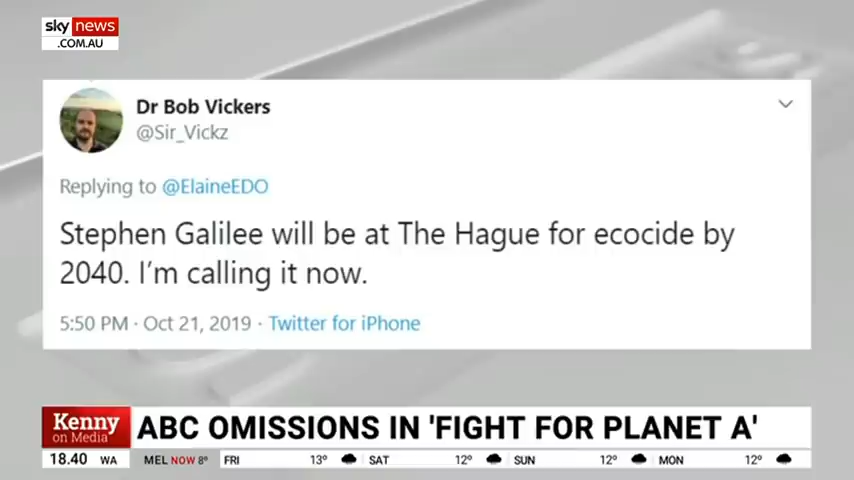 sky news
.COM.AU
Dr Bob Vickers
@Sir_Vickz
Replying to @ElaineEDO
Stephen Galilee will be at The Hague for ecocide by
2040. I'm calling it now.
5:50 PM · Oct 21, 2019 · Twitter for iPhone
Kenny
on Media
ABC OMISSIONS IN 'FIGHT FOR PLANET A'
18.40 WA MEL NOW 8° FRI 13° SAT 12° SUN 12° MON 12°